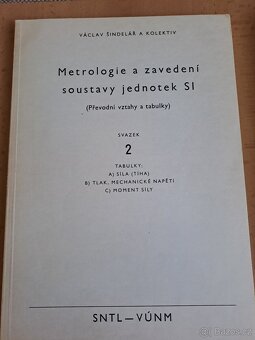 VÁCLAV ŠINDELÁŘ A KOLEKTIV
Metrologie a zavedení
soustavy jednotek SI
(Převodní vztahy a tabulky)
SVAZEK
2
TABULKY:
A) SÍLA (TÍHA)
B) TLAK, MECHANICKÉ NAPĚTÍ
C) MOMENT SÍLY
SNTL—VÚNM